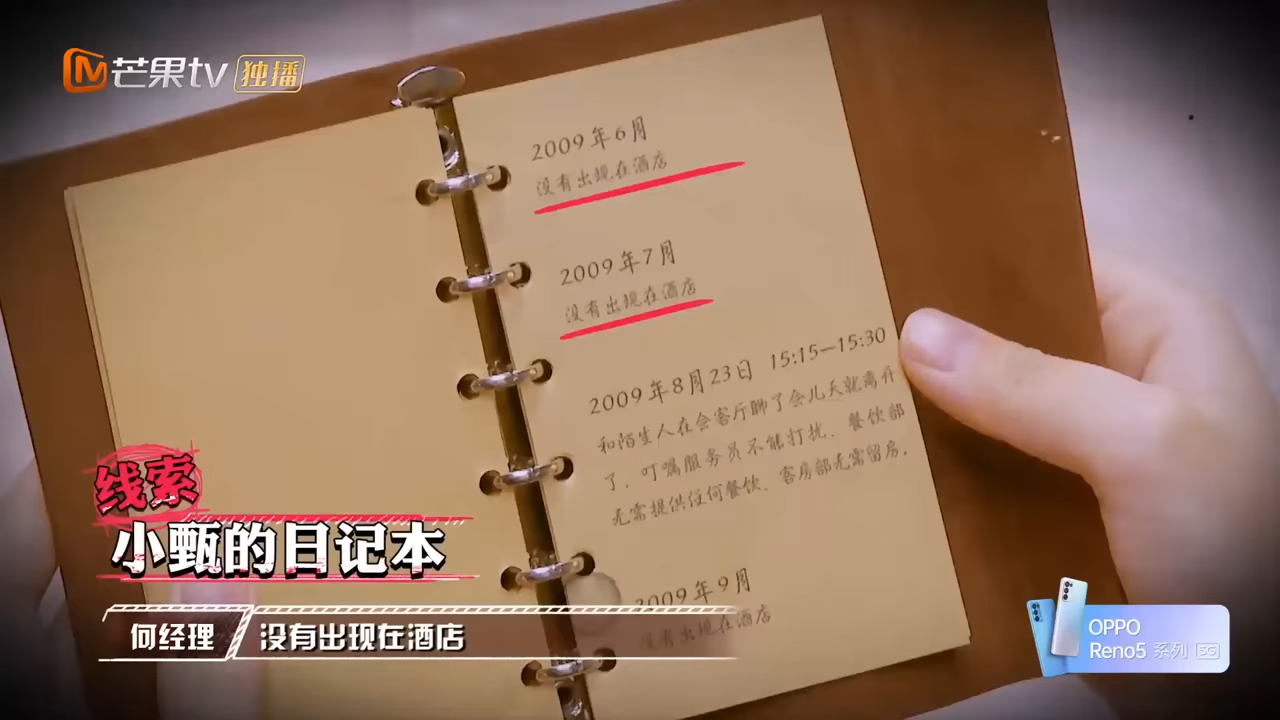 芒果TV 独播
2009年6月
没有出现在酒店
2009年7月
没有出现在酒店
2009年8月23日 15:15—15:30
和陌生人在会客厅聊了会儿天就离开
了，叮嘱服务员不能打扰、餐饮部
无需提供任何餐饮、客房部无需留房。
2009年9月
没有出现在酒店
线索
小甄的日记本
何经理 没有出现在酒店
OPPO
Reno5 系列 5G